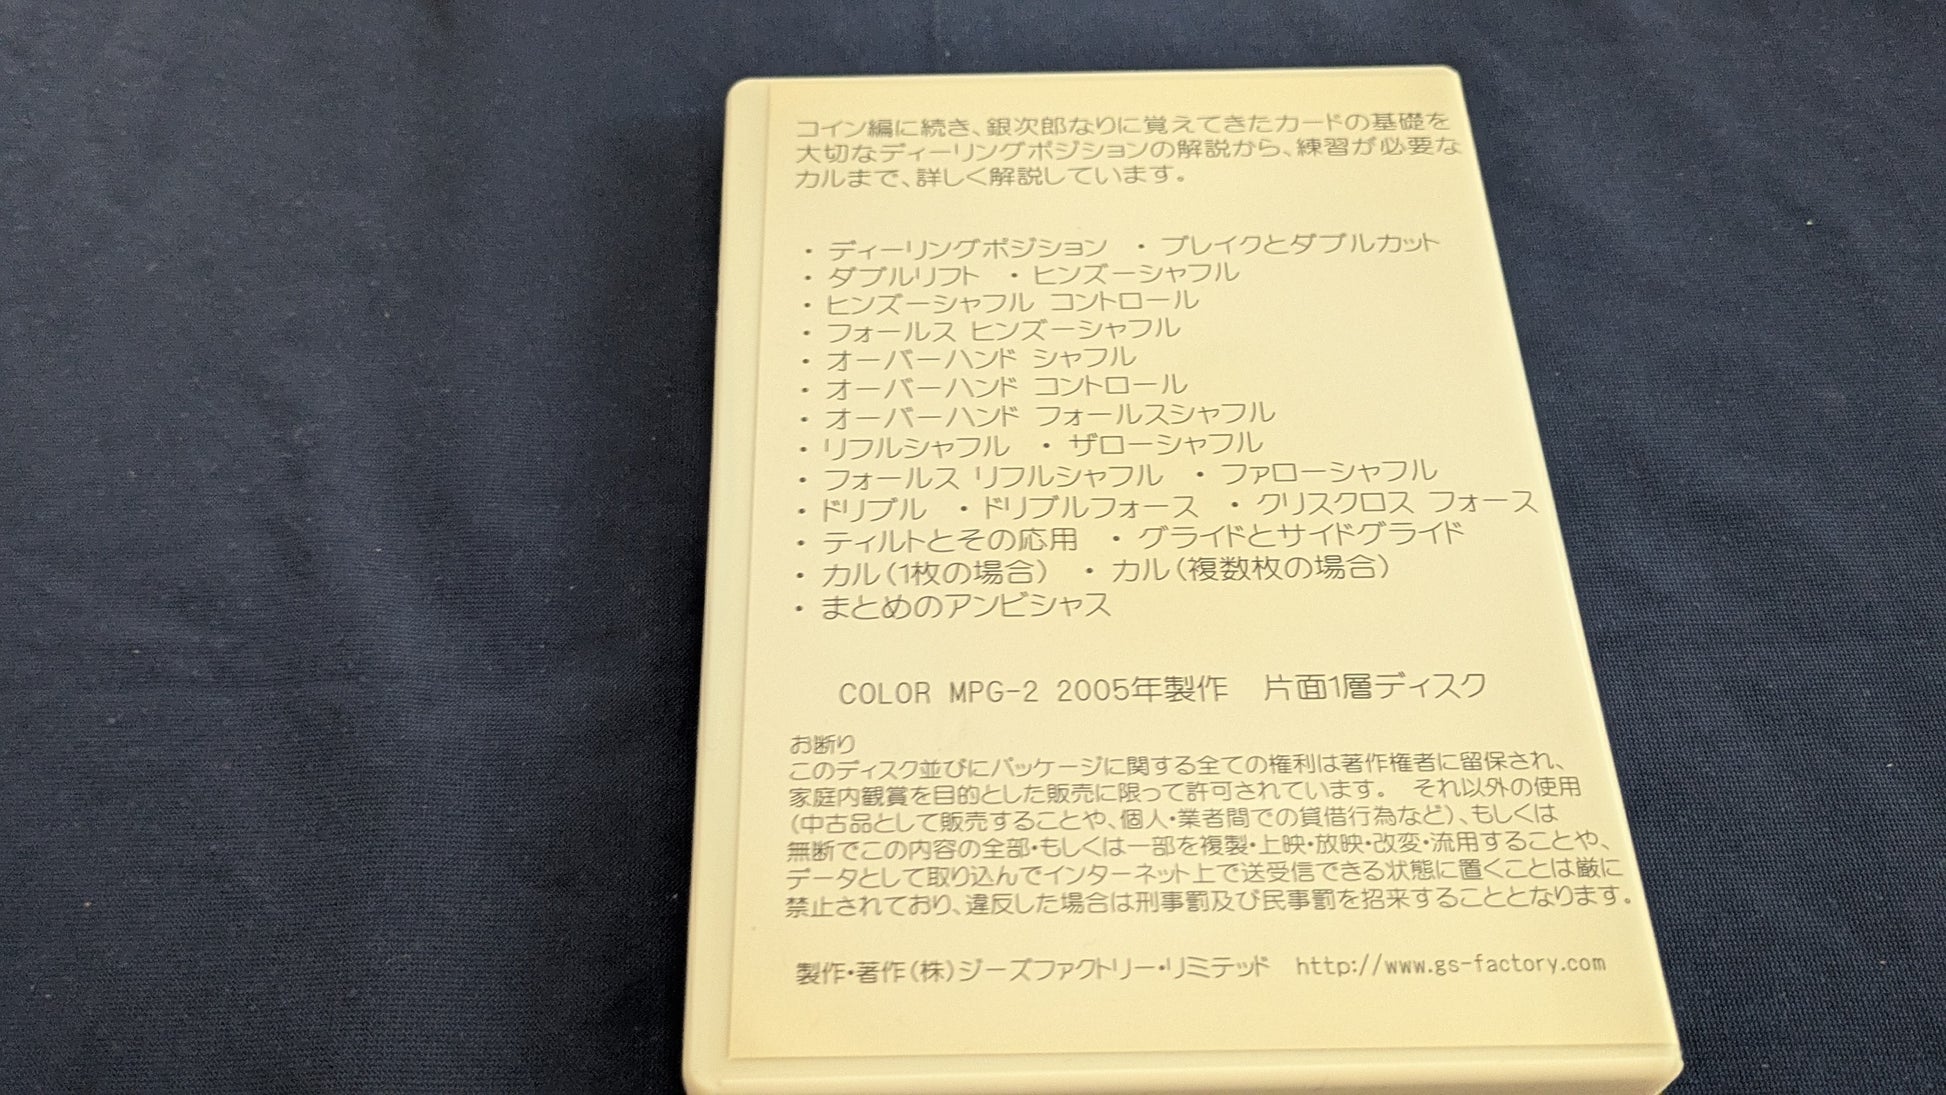 コイン編に続き、銀次郎なりに覚えてきたカードの基礎を
大切なディーリングポジションの解説から、練習が必要な
カルまで、詳しく解説しています。
・ ディーリングポジション ・ ブレイクとダブルカット
・ ダブルリフト ・ ヒンズーシャフル
・ ヒンズーシャフル コントロール
・ フォールス ヒンズーシャフル
・ オーバーハンド シャフル
・ オーバーハンド コントロール
・ オーバーハンド フォールスシャフル
・ リフルシャフル ・ ザローシャフル
・ フォールス リフルシャフル ・ ファローシャフル
・ ドリブル ・ ドリブルフォース ・ クリスクロス フォース
・ ティルトとその応用 ・ グライドとサイドグライド
・ カル（1枚の場合） ・ カル（複数枚の場合）
・ まとめのアンビシャス
COLOR MPG-2 2005年製作 片面1層ディスク
お断り
このディスク並びにパッケージに関する全ての権利は著作権者に留保され、
家庭内観賞を目的とした販売に限って許可されています。 それ以外の使用
（中古品として販売することや、個人・業者間での貸借行為など）、もしくは
無断でこの内容の全部・もしくは一部を複製・上映・放映・改変・流用することや、
データとして取り込んでインターネット上で送受信できる状態に置くことは厳に
禁止されており、違反した場合は刑事罰及び民事罰を招来することとなります。
製作・著作（株）ジーズファクトリー・リミテッド http://www.gs-factory.com